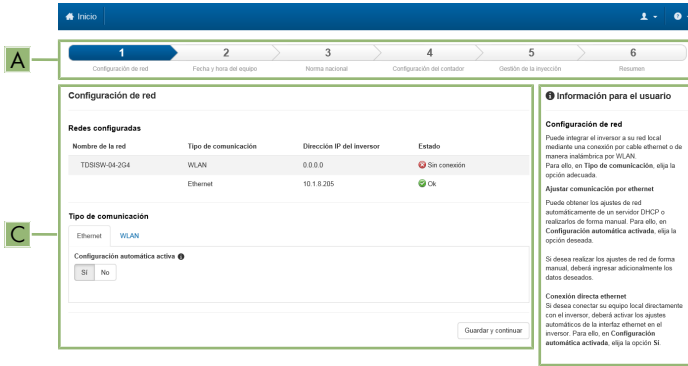 Inicio
1 2 3 4 5 6
Configuración de red Fecha y hora del equipo Norma nacional Configuración del contador Gestión de la inyección Resumen
A
Configuración de red
Redes configuradas
Nombre de la red Tipo de comunicación Dirección IP del inversor Estado
TDSISW-04-2G4 WLAN 0.0.0.0 Sin conexión
Ethernet 10.1.8.205 Ok
Tipo de comunicación
C
Ethernet WLAN
Configuración automática activa
Sí No
Guardar y continuar
Información para el usuario
Configuración de red
Puede integrar el inversor a su red local
mediante una conexión por cable ethernet o de
manera inalámbrica por WLAN.
Para ello, en Tipo de comunicación, elija la
opción adecuada.
Ajustar comunicación por ethernet
Puede obtener los ajustes de red
automáticamente de un servidor DHCP o
realizarlos de forma manual. Para ello, en
Configuración automática activada, elija la
opción deseada.
Si desea realizar los ajustes de red de forma
manual, deberá ingresar adicionalmente los
datos deseados.
Conexión directa ethernet
Si desea conectar su equipo local directamente
con el inversor, deberá activar los ajustes
automáticos de la interfaz ethernet en el
inversor. Para ello, en Configuración
automática activada, elija la opción Sí.